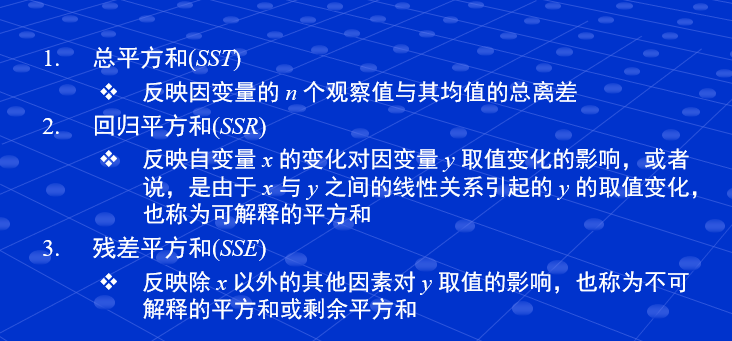 1. 总平方和(SST)
❖ 反映因变量的 n 个观察值与其均值的总离差
2. 回归平方和(SSR)
❖ 反映自变量 x 的变化对因变量 y 取值变化的影响，或者
说，是由于 x 与 y 之间的线性关系引起的 y 的取值变化，
也称为可解释的平方和
3. 残差平方和(SSE)
❖ 反映除 x 以外的其他因素对 y 取值的影响，也称为不可
解释的平方和或剩余平方和